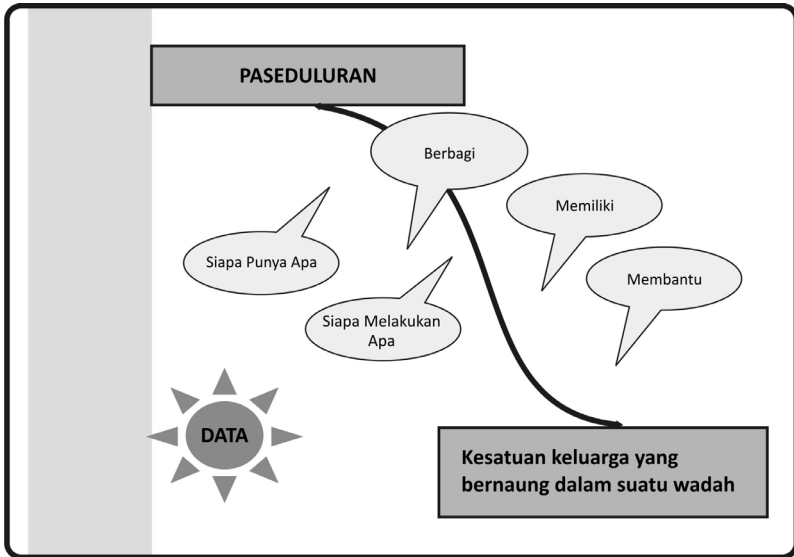 PASEDULURAN
Berbagi
Memiliki
Siapa Punya Apa
Membantu
Siapa Melakukan
Apa
DATA
Kesatuan keluarga yang
bernaung dalam suatu wadah